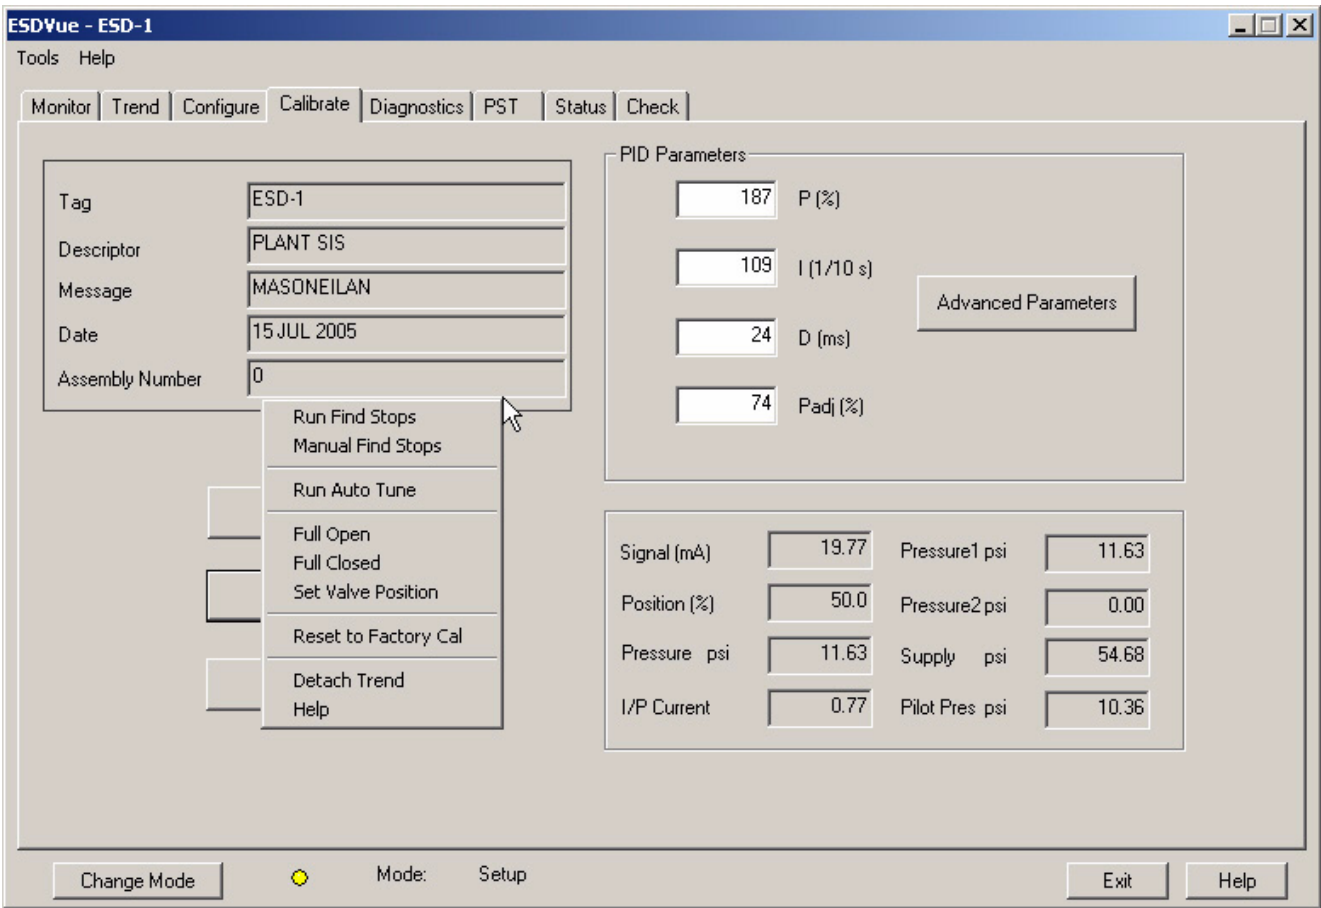 ESDVue - ESD-1
Tools Help
Monitor Trend Configure Calibrate Diagnostics PST Status Check
Tag ESD-1
Descriptor PLANT SIS
Message MASONEILAN
Date 15 JUL 2005
Assembly Number 0
Run Find Stops
Manual Find Stops
Run Auto Tune
Full Open
Full Closed
Set Valve Position
Reset to Factory Cal
Detach Trend
Help
PID Parameters
187 P (%)
109 I (1/10 s)
24 D (ms)
74 Padj (%)
Advanced Parameters
Signal (mA) 19.77 Pressure1 psi 11.63
Position (%) 50.0 Pressure2 psi 0.00
Pressure psi 11.63 Supply psi 54.68
I/P Current 0.77 Pilot Pres psi 10.36
Change Mode Mode: Setup Exit Help